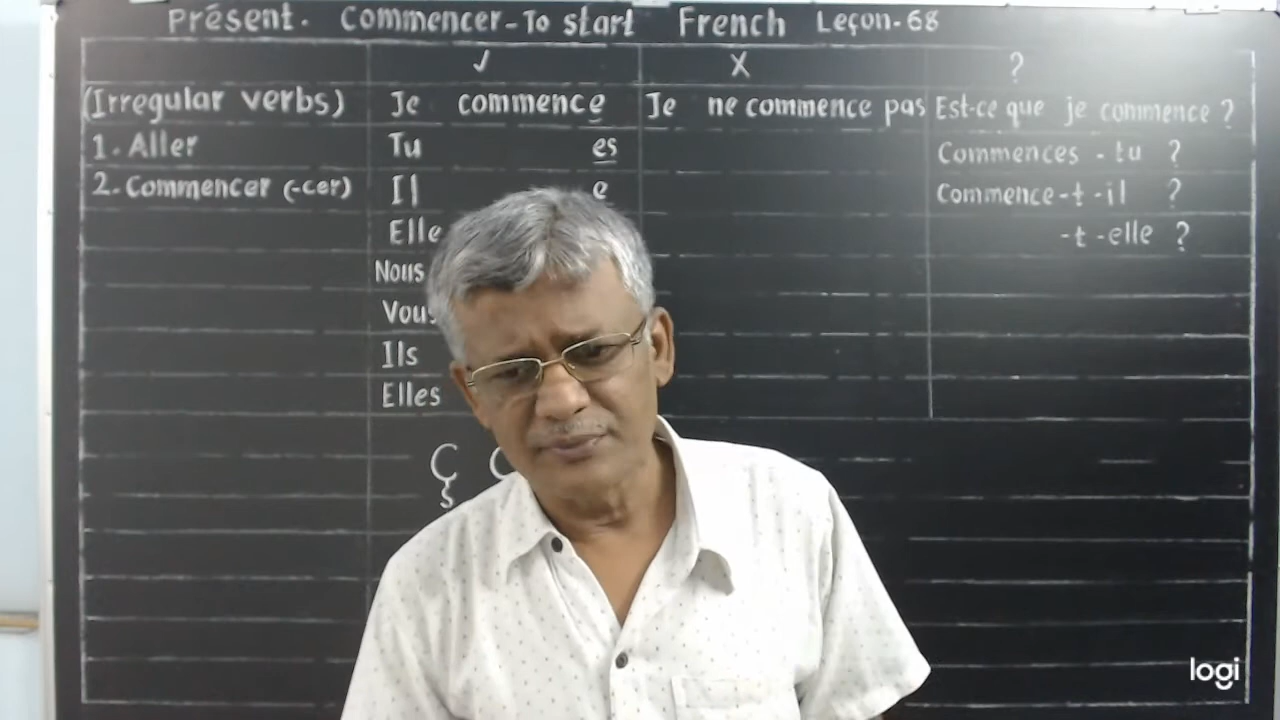 Présent. Commencer-To start French Leçon-68
✓ X ?
(Irregular verbs) Je commence Je ne commence pas Est-ce que je commence ?
1. Aller Tu es Commences - tu ?
2. Commencer (-cer) Il e Commence -t -il ?
Elle -t -elle ?
Nous
Vous
Ils
Elles
Ç
logi